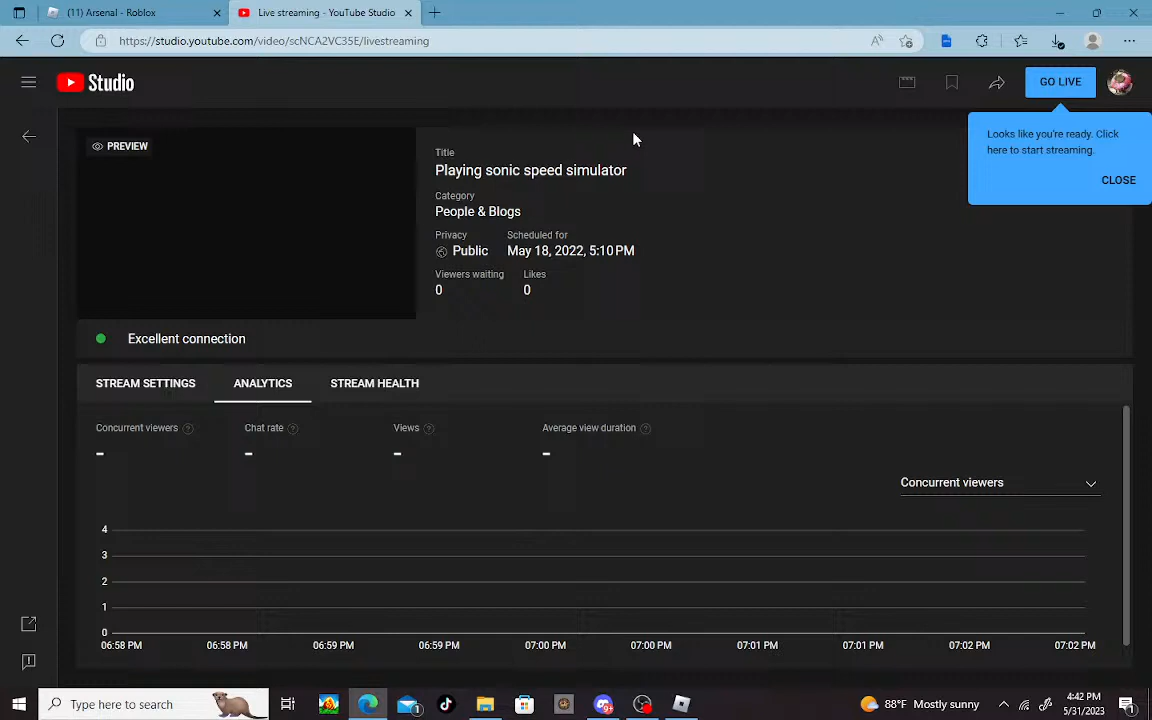 (11) Arsenal - Roblox
Live streaming - YouTube Studio
https://studio.youtube.com/video/scNCA2VC35E/livestreaming
Studio
GO LIVE
Looks like you're ready. Click
here to start streaming.
CLOSE
PREVIEW
Title
Playing sonic speed simulator
Category
People & Blogs
Privacy Scheduled for
Public May 18, 2022, 5:10 PM
Viewers waiting Likes
0 0
Excellent connection
STREAM SETTINGS ANALYTICS STREAM HEALTH
Concurrent viewers ? Chat rate ? Views ? Average view duration ?
– – – –
Concurrent viewers
4
3
2
1
0
06:58 PM 06:58 PM 06:59 PM 06:59 PM 07:00 PM 07:00 PM 07:01 PM 07:01 PM 07:02 PM 07:02 PM
Type here to search
1
9+
88°F Mostly sunny
4:42 PM
5/31/2023
1